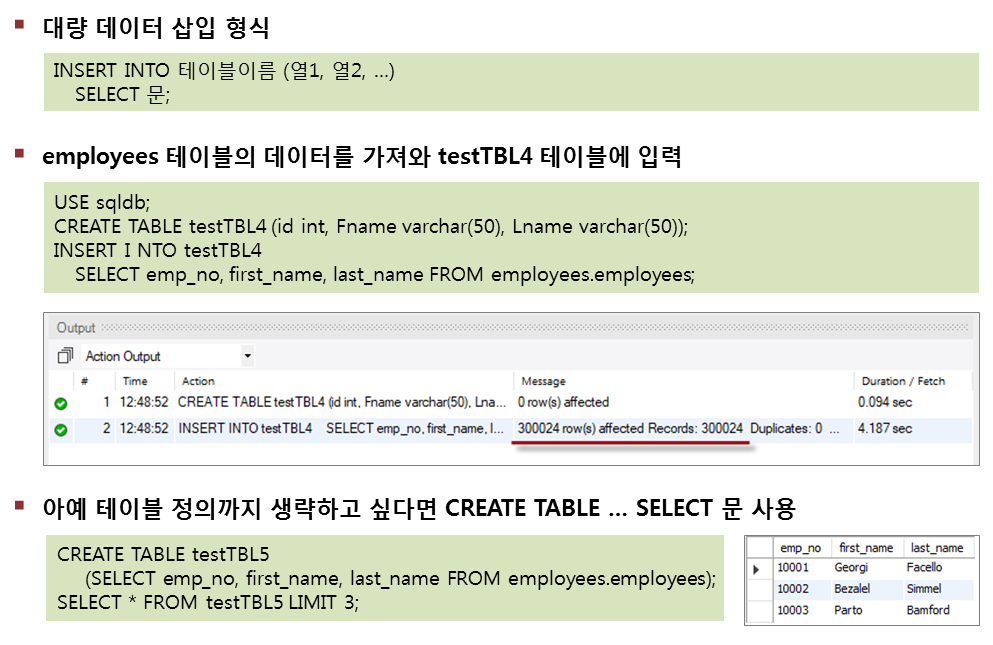 대량 데이터 삽입 형식
INSERT INTO 테이블이름 (열1, 열2, …)
SELECT 문;
employees 테이블의 데이터를 가져와 testTBL4 테이블에 입력
USE sqldb;
CREATE TABLE testTBL4 (id int, Fname varchar(50), Lname varchar(50));
INSERT I NTO testTBL4
SELECT emp_no, first_name, last_name FROM employees.employees;
Output
Action Output
# Time Action Message Duration / Fetch
1 12:48:52 CREATE TABLE testTBL4 (id int, Fname varchar(50), Lna... 0 row(s) affected 0.094 sec
2 12:48:52 INSERT INTO testTBL4 SELECT emp_no, first_name, l... 300024 row(s) affected Records: 300024 Duplicates: 0 ... 4.187 sec
아예 테이블 정의까지 생략하고 싶다면 CREATE TABLE … SELECT 문 사용
CREATE TABLE testTBL5
(SELECT emp_no, first_name, last_name FROM employees.employees);
SELECT * FROM testTBL5 LIMIT 3;
emp_no first_name last_name
10001 Georgi Facello
10002 Bezalel Simmel
10003 Parto Bamford